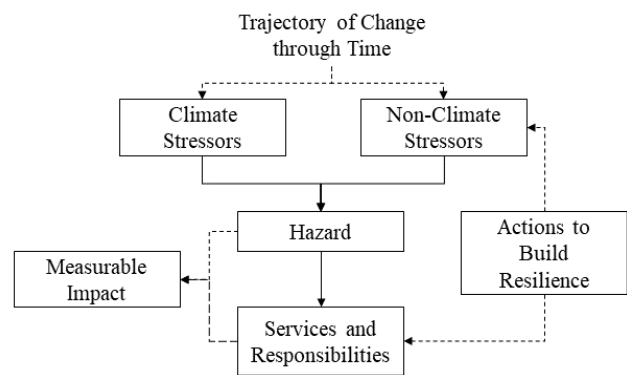 Trajectory of Change
through Time
Climate
Stressors
Non-Climate
Stressors
Hazard
Measurable
Impact
Actions to
Build
Resilience
Services and
Responsibilities